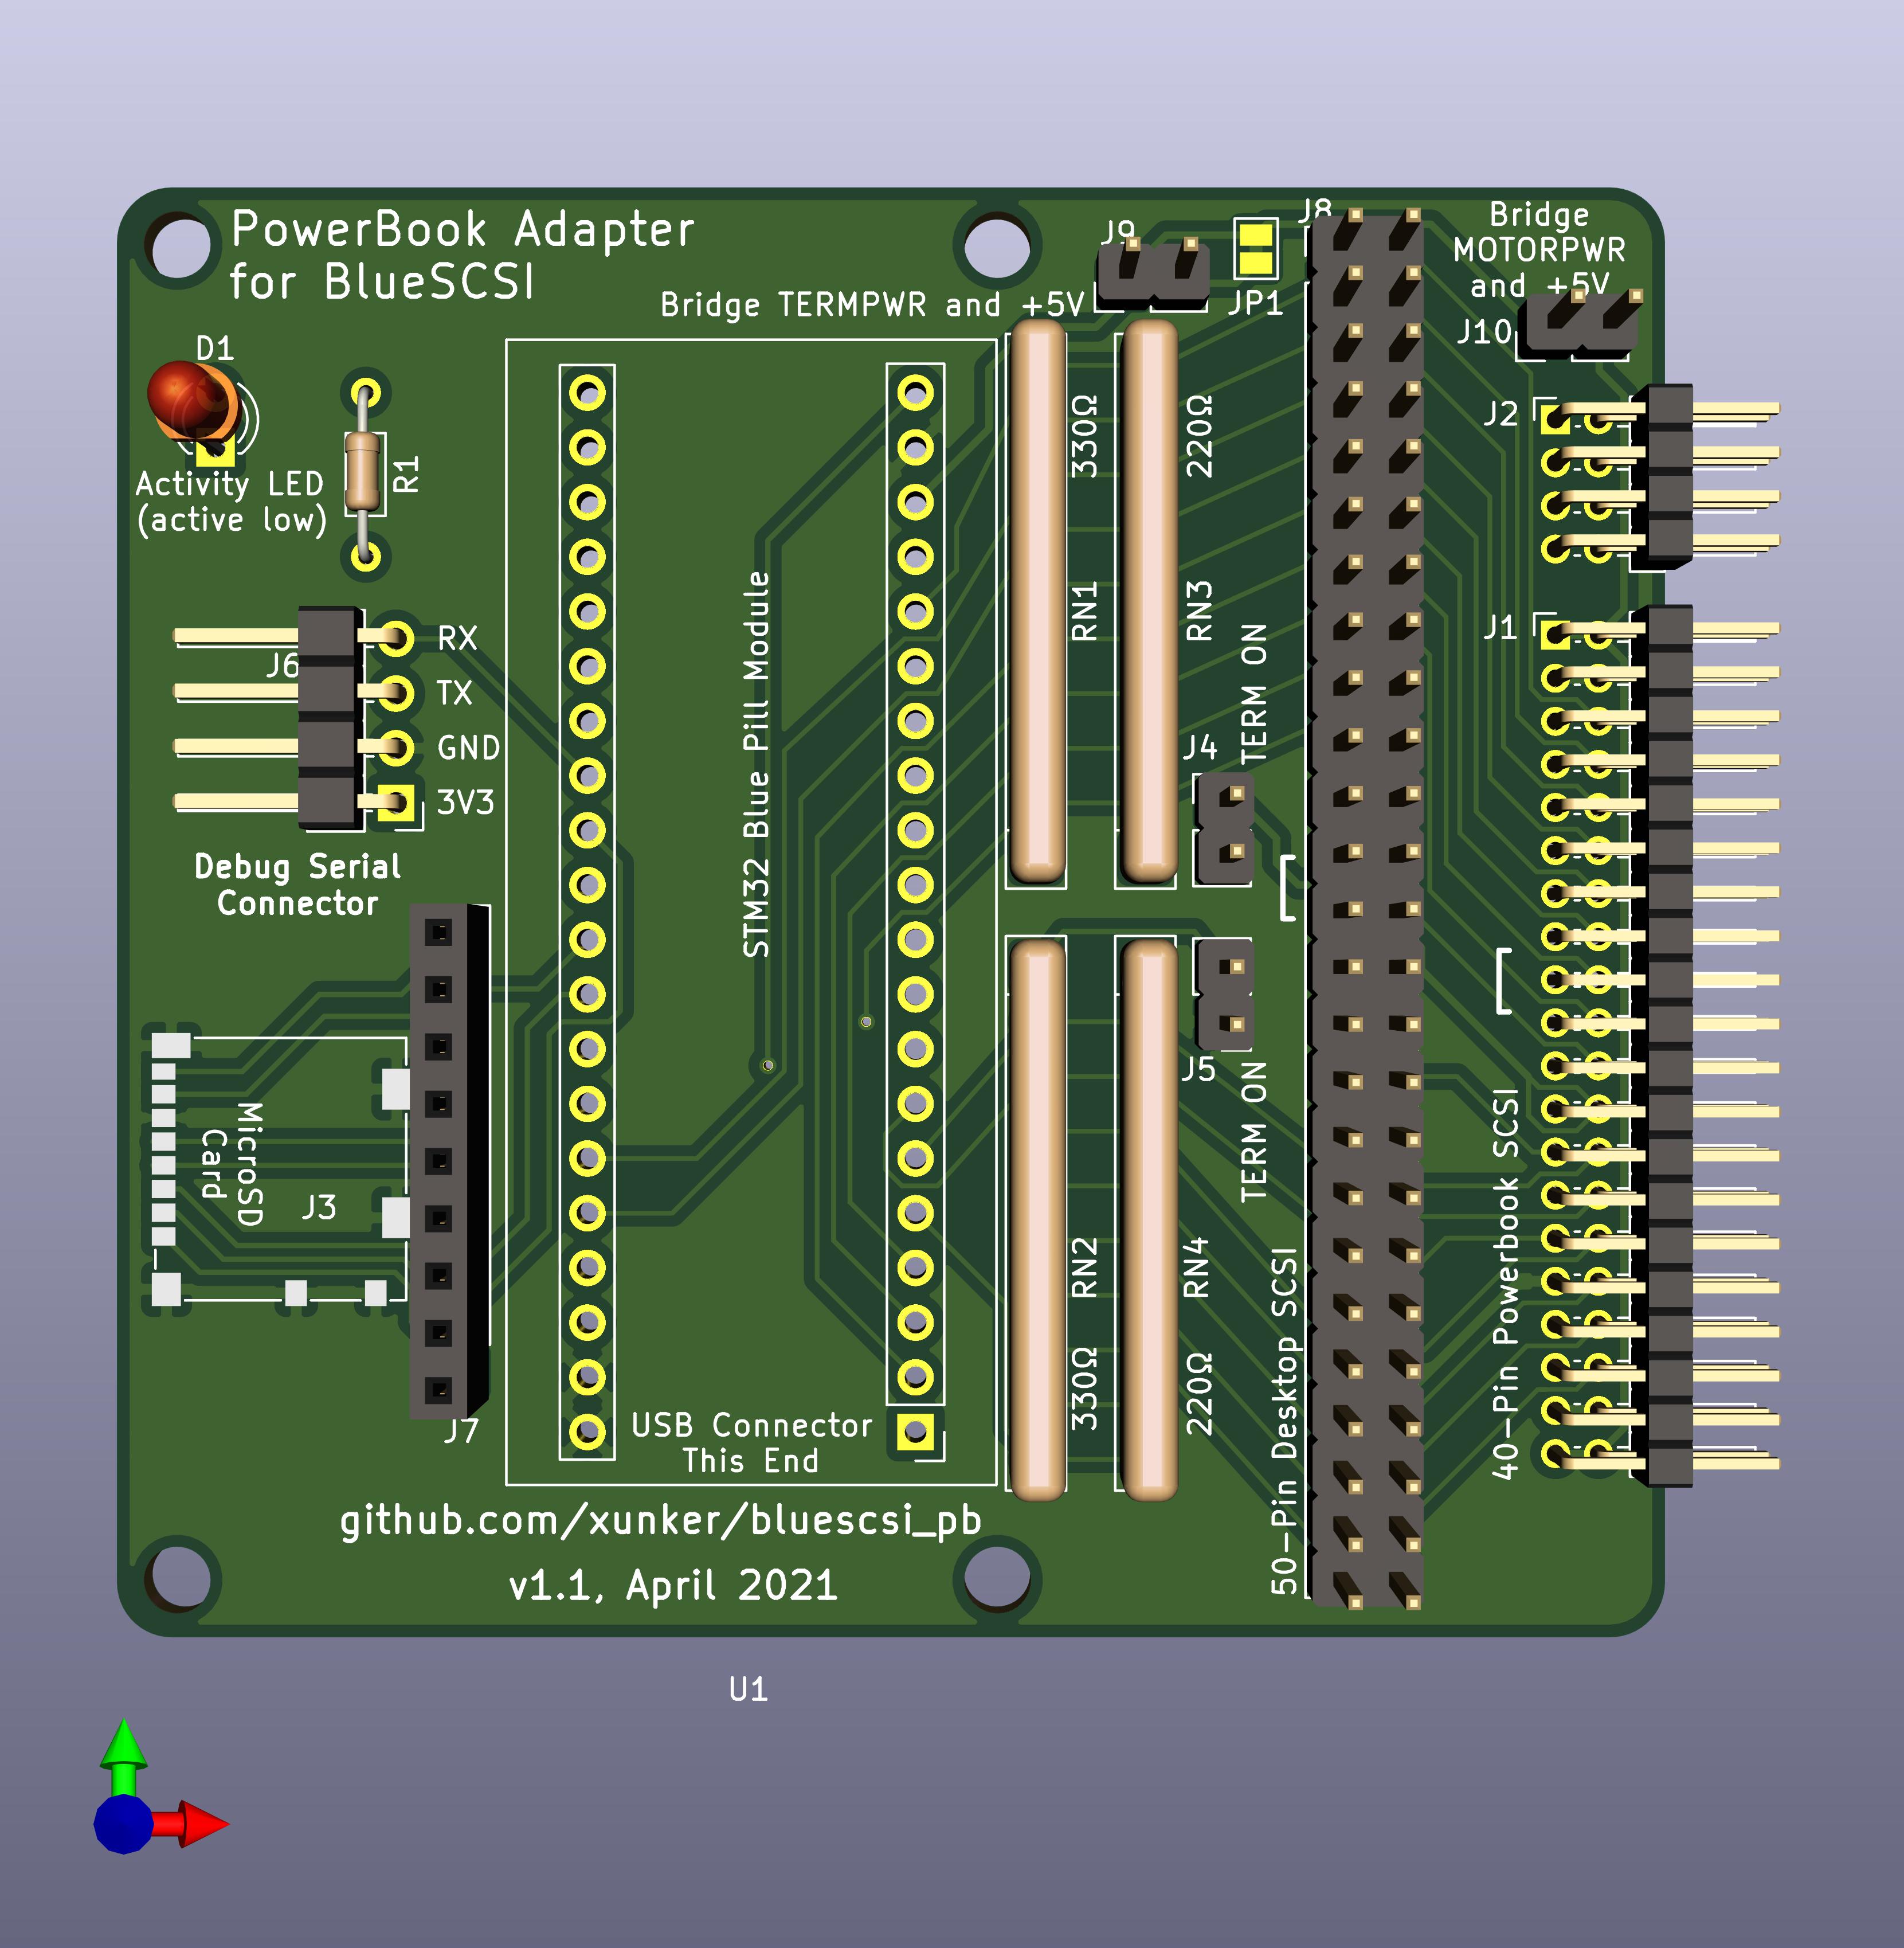 PowerBook Adapter
for BlueSCSI
J9
JP1
J8
Bridge
MOTORPWR
and +5V
J10
Bridge TERMPWR and +5V
D1
Activity LED
(active low)
R1
J2
J1
330Ω
220Ω
RN1
RN3
TERM ON
J4
STM32 Blue Pill Module
J6
RX
TX
GND
3V3
Debug Serial
Connector
MicroSD
Card
J3
J7
J5
TERM ON
RN2
RN4
330Ω
220Ω
50-Pin Desktop SCSI
40-Pin Powerbook SCSI
USB Connector
This End
github.com/xunker/bluescsi_pb
v1.1, April 2021
U1